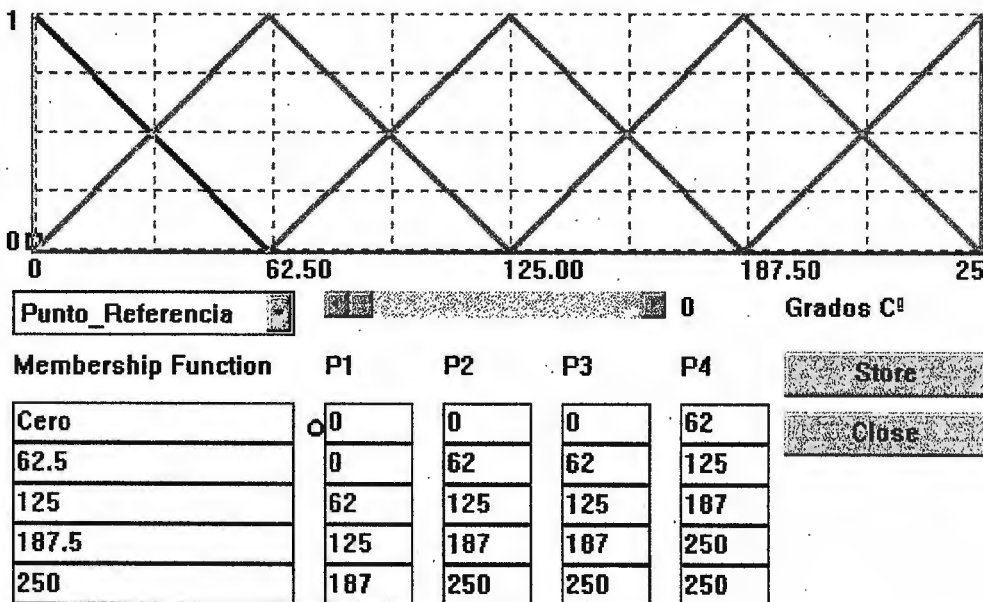 1
0
0 62.50 125.00 187.50 25
Punto_Referencia 0 Grados Cº
Membership Function P1 P2 P3 P4 Store
Cero 0 0 0 62 Close
62.5 0 62 62 125
125 62 125 125 187
187.5 125 187 187 250
250 187 250 250 250